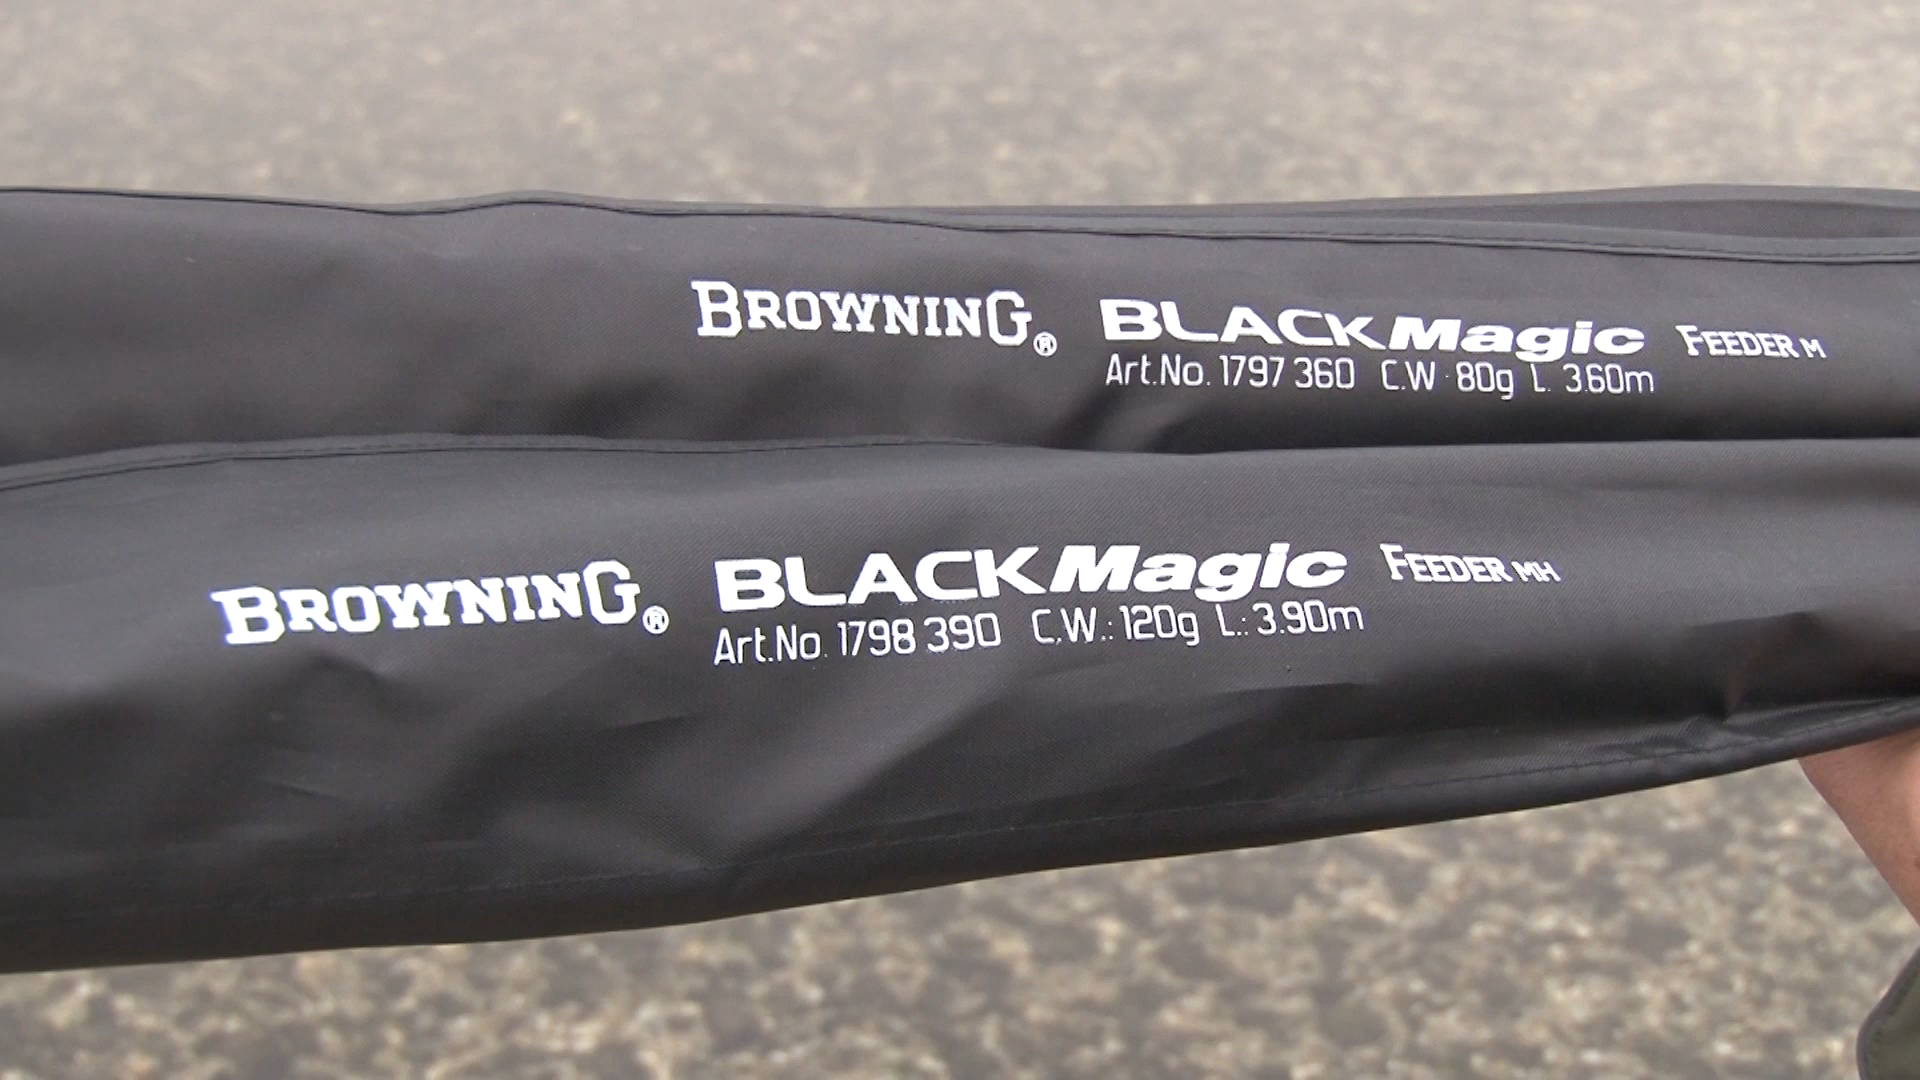 BROWNING® BLACKMagic FEEDER M
Art.No. 1797 360 C.W. 80g L. 3.60m
BROWNING® BLACKMagic FEEDER MH
Art.No. 1798 390 C.W.: 120g L.: 3.90m